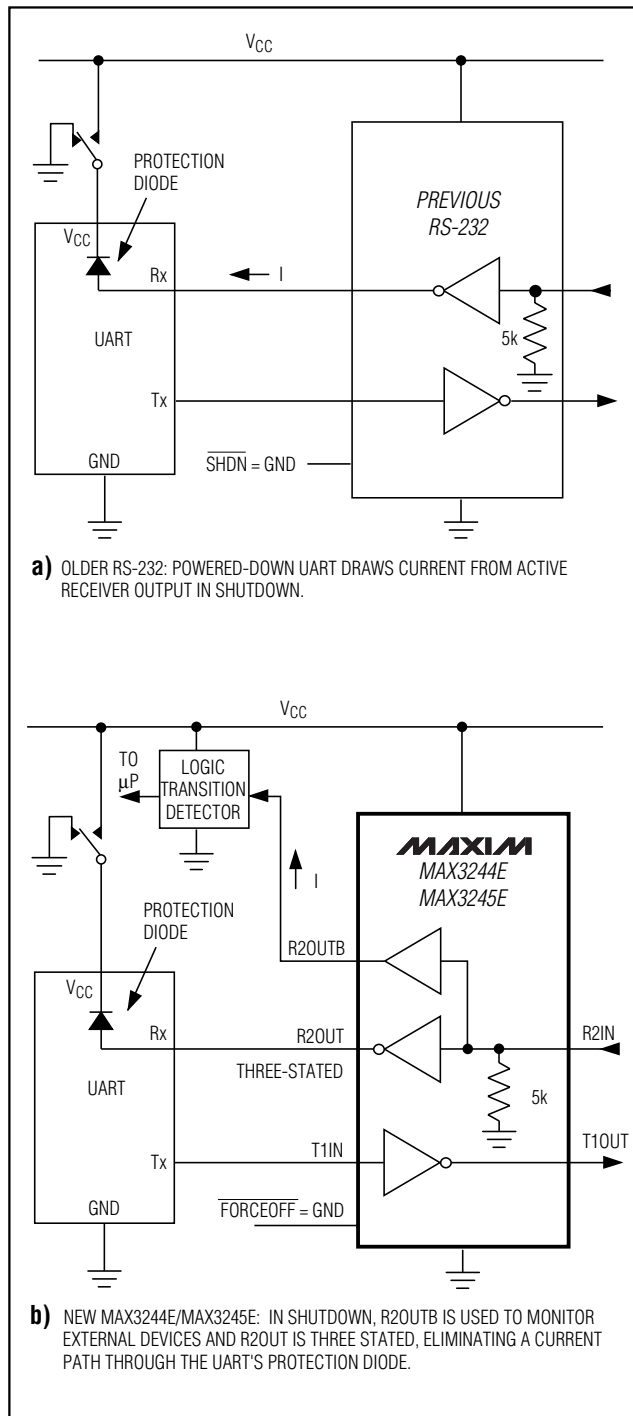 VCC
PROTECTION
DIODE
PREVIOUS
RS-232
VCC
Rx
I
5k
UART
Tx
GND
SHDN = GND
a) OLDER RS-232: POWERED-DOWN UART DRAWS CURRENT FROM ACTIVE
RECEIVER OUTPUT IN SHUTDOWN.
VCC
TO
μP
LOGIC
TRANSITION
DETECTOR
MAXIM
MAX3244E
MAX3245E
I
PROTECTION
DIODE
R2OUTB
VCC
Rx
R2OUT
R2IN
THREE-STATED
UART
5k
Tx
T1IN
T1OUT
GND
FORCEOFF = GND
b) NEW MAX3244E/MAX3245E: IN SHUTDOWN, R2OUTB IS USED TO MONITOR
EXTERNAL DEVICES AND R2OUT IS THREE STATED, ELIMINATING A CURRENT
PATH THROUGH THE UART'S PROTECTION DIODE.